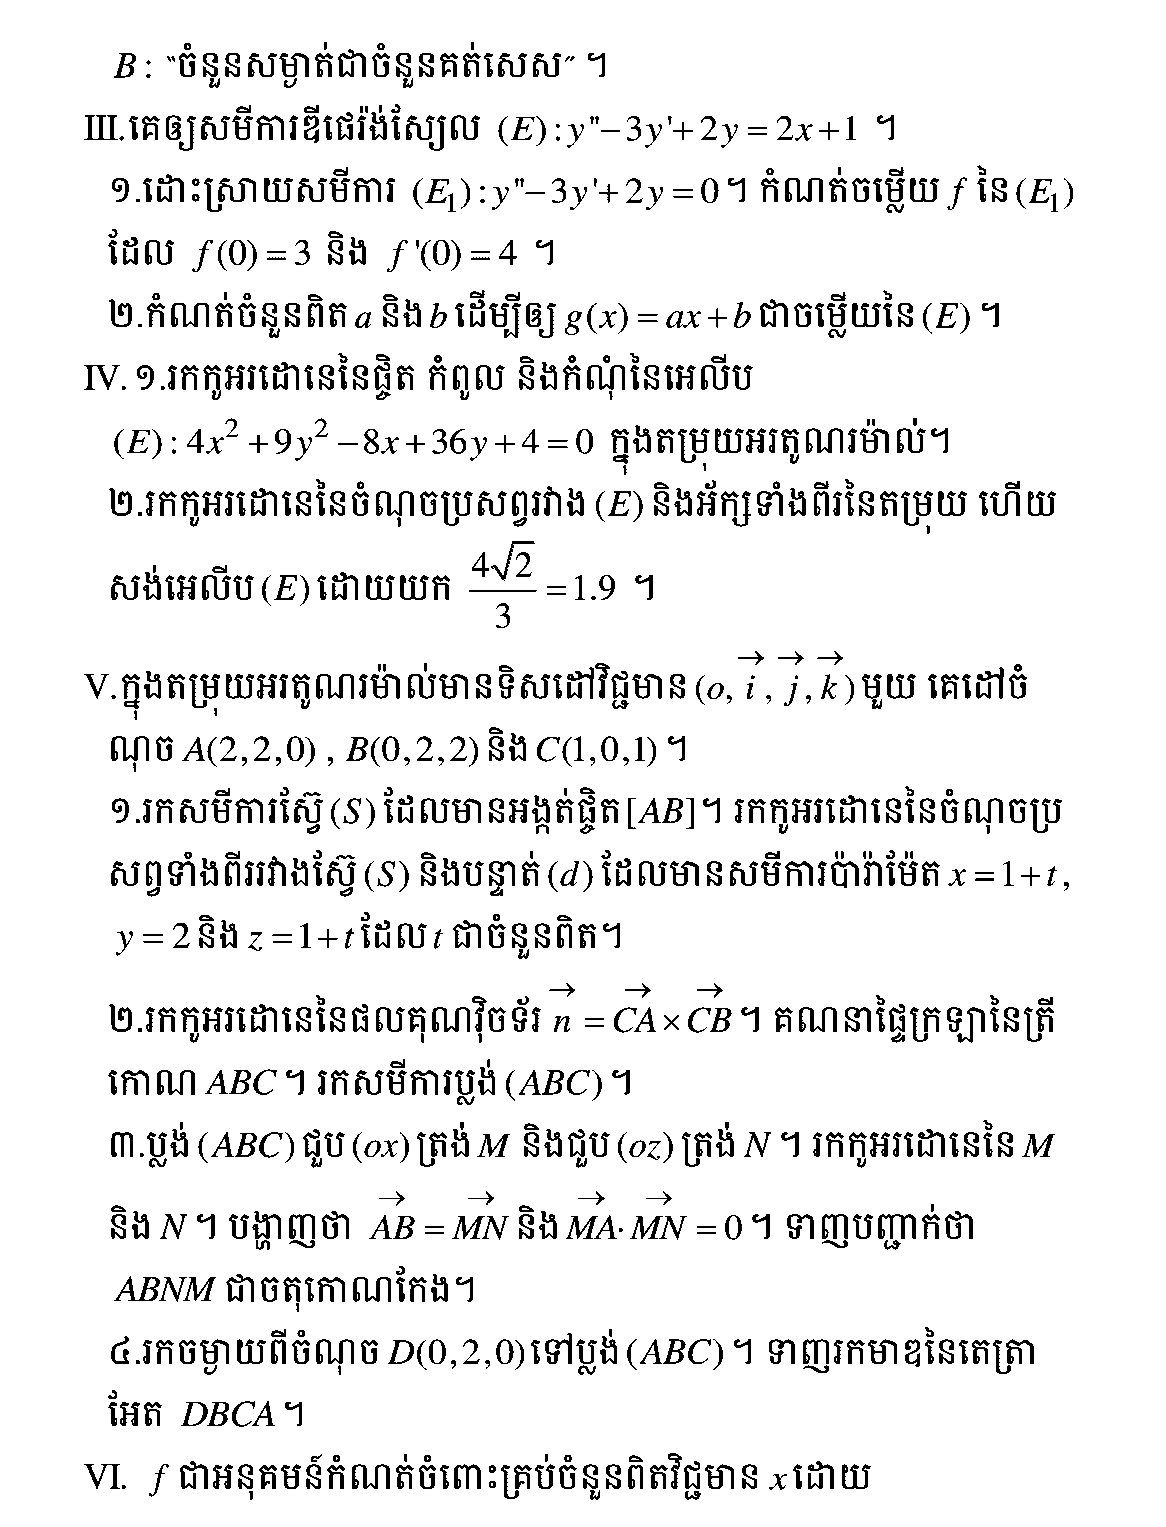 B : “ចំនួនសម្ងាត់ជាចំនួនគត់សេស” ។
III.គេឲ្យសមីការឌីផេរ៉ង់ស្យែល (E) : y''−3y'+2y = 2x+1 ។
១.ដោះស្រាយសមីការ (E₁) : y''−3y'+2y = 0 ។ កំណត់ចម្លើយ f នៃ (E₁)
ដែល f(0) = 3 និង f'(0) = 4 ។
២.កំណត់ចំនួនពិត a និង b ដើម្បីឲ្យ g(x) = ax+b ជាចម្លើយនៃ (E) ។
IV. ១.រកកូអរដោនេនៃផ្ចិត កំពូល និងកំណុំនៃអេលីប
(E) : 4x² +9y² −8x+36y+4 = 0 ក្នុងតម្រុយអរតូណរម៉ាល់។
២.រកកូអរដោនេនៃចំណុចប្រសព្វរវាង (E) និងអ័ក្សទាំងពីរនៃតម្រុយ ហើយ
សង់អេលីប (E) ដោយយក 4√2/3 = 1.9 ។
V.ក្នុងតម្រុយអរតូណរម៉ាល់មានទិសដៅវិជ្ជមាន (o, i⃗, j⃗, k⃗) មួយ គេដៅចំ
ណុច A(2,2,0) , B(0,2,2) និង C(1,0,1) ។
១.រកសមីការស្វ៊ែ (S) ដែលមានអង្កត់ផ្ចិត [AB] ។ រកកូអរដោនេនៃចំណុចប្រ
សព្វទាំងពីររវាងស្វ៊ែ (S) និងបន្ទាត់ (d) ដែលមានសមីការប៉ារ៉ាម៉ែត x = 1+t ,
y = 2 និង z = 1+t ដែល t ជាចំនួនពិត។
២.រកកូអរដោនេនៃផលគុណវ៉ិចទ័រ n⃗ = CA⃗ × CB⃗ ។ គណនាផ្ទៃក្រឡានៃត្រី
កោណ ABC ។ រកសមីការប្លង់ (ABC) ។
៣.ប្លង់ (ABC) ជួប (ox) ត្រង់ M និងជួប (oz) ត្រង់ N ។ រកកូអរដោនេនៃ M
និង N ។ បង្ហាញថា AB⃗ = MN⃗ និង MA⃗ · MN⃗ = 0 ។ ទាញបញ្ជាក់ថា
ABNM ជាចតុកោណកែង។
៤.រកចម្ងាយពីចំណុច D(0,2,0) ទៅប្លង់ (ABC) ។ ទាញរកមាឌនៃតេត្រា
អែត DBCA ។
VI. f ជាអនុគមន៍កំណត់ចំពោះគ្រប់ចំនួនពិតវិជ្ជមាន x ដោយ